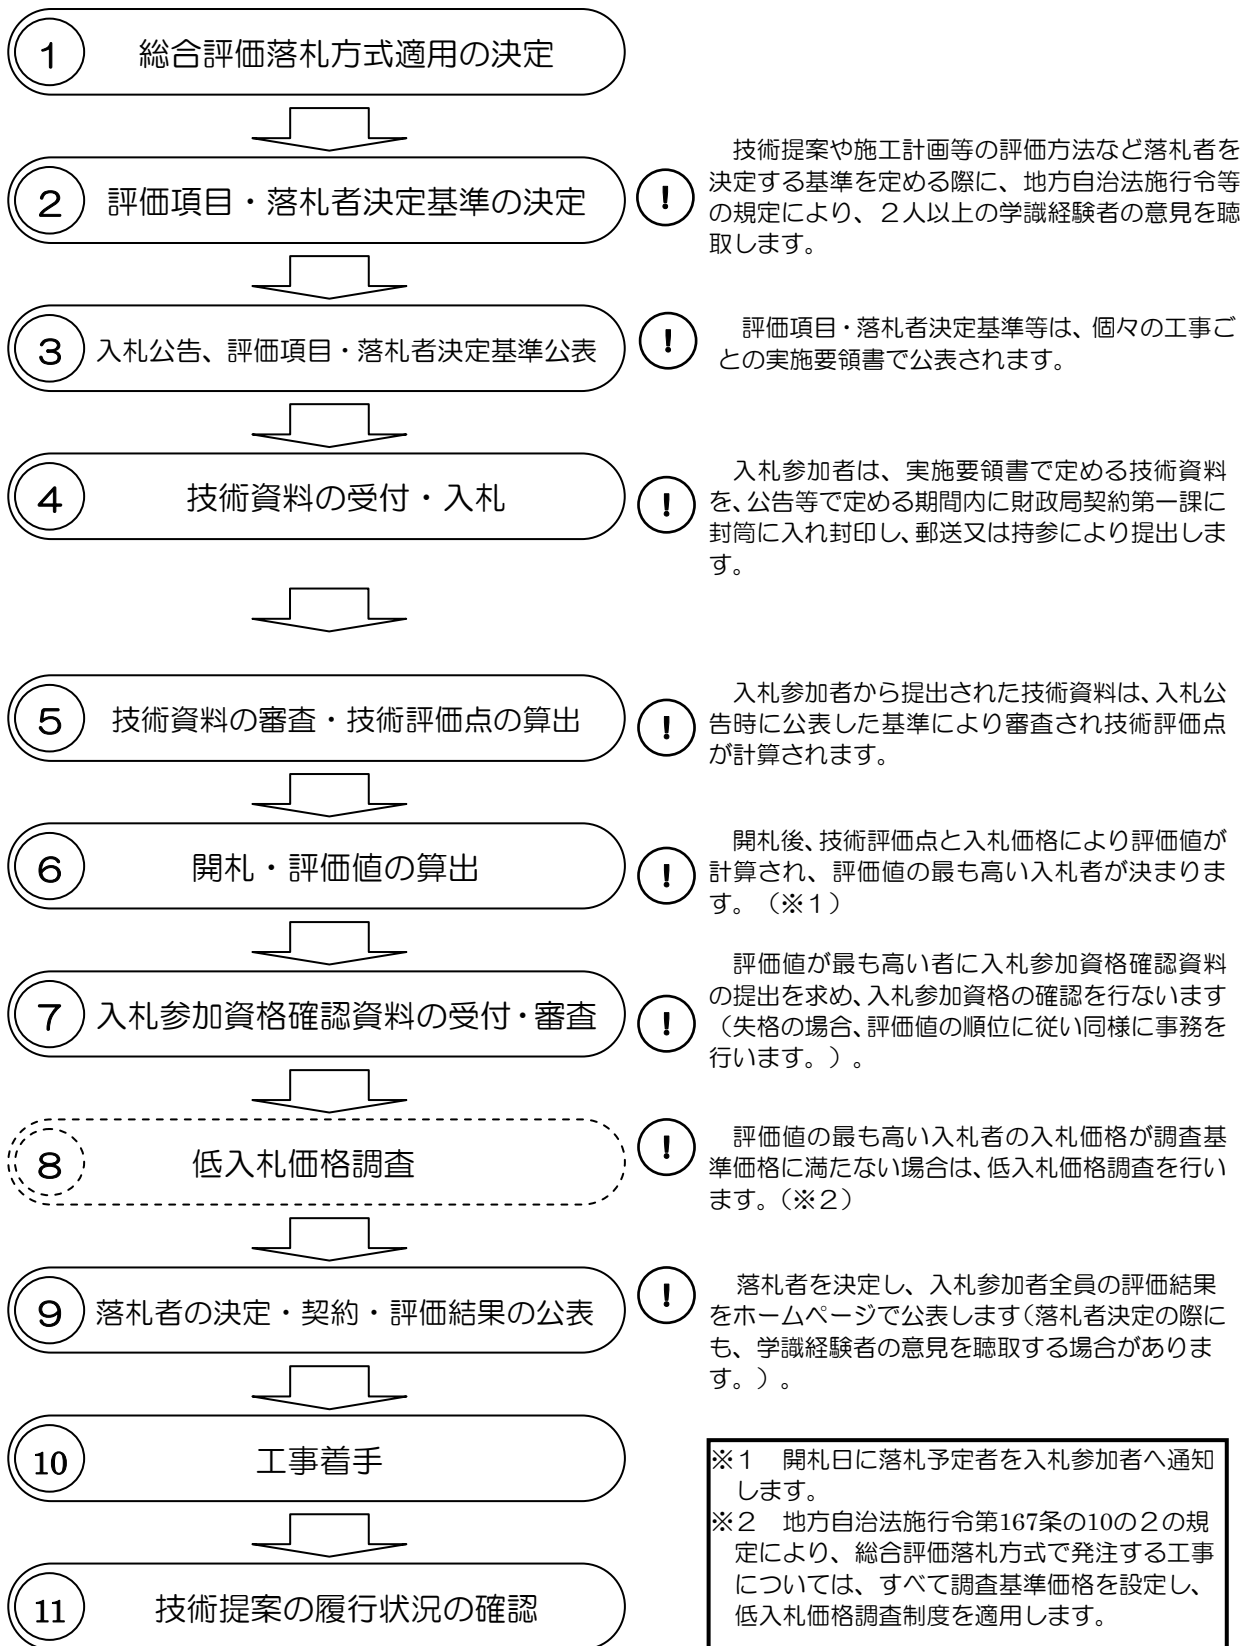 1 総合評価落札方式適用の決定
2 評価項目・落札者決定基準の決定
!
技術提案や施工計画等の評価方法など落札者を
決定する基準を定める際に、地方自治法施行令等
の規定により、２人以上の学識経験者の意見を聴
取します。
3 入札公告、評価項目・落札者決定基準公表
!
評価項目・落札者決定基準等は、個々の工事ご
との実施要領書で公表されます。
4 技術資料の受付・入札
!
入札参加者は、実施要領書で定める技術資料
を、公告等で定める期間内に財政局契約第一課に
封筒に入れ封印し、郵送又は持参により提出しま
す。
5 技術資料の審査・技術評価点の算出
!
入札参加者から提出された技術資料は、入札公
告時に公表した基準により審査され技術評価点
が計算されます。
6 開札・評価値の算出
!
開札後、技術評価点と入札価格により評価値が
計算され、評価値の最も高い入札者が決まりま
す。（※１）
7 入札参加資格確認資料の受付・審査
!
評価値が最も高い者に入札参加資格確認資料
の提出を求め、入札参加資格の確認を行ないます
（失格の場合、評価値の順位に従い同様に事務を
行います。）。
8 低入札価格調査
!
評価値の最も高い入札者の入札価格が調査基
準価格に満たない場合は、低入札価格調査を行い
ます。（※２）
9 落札者の決定・契約・評価結果の公表
!
落札者を決定し、入札参加者全員の評価結果
をホームページで公表します（落札者決定の際に
も、学識経験者の意見を聴取する場合がありま
す。）。
10 工事着手
11 技術提案の履行状況の確認
※１　開札日に落札予定者を入札参加者へ通知
します。
※２　地方自治法施行令第167条の10の２の規
定により、総合評価落札方式で発注する工事
については、すべて調査基準価格を設定し、
低入札価格調査制度を適用します。